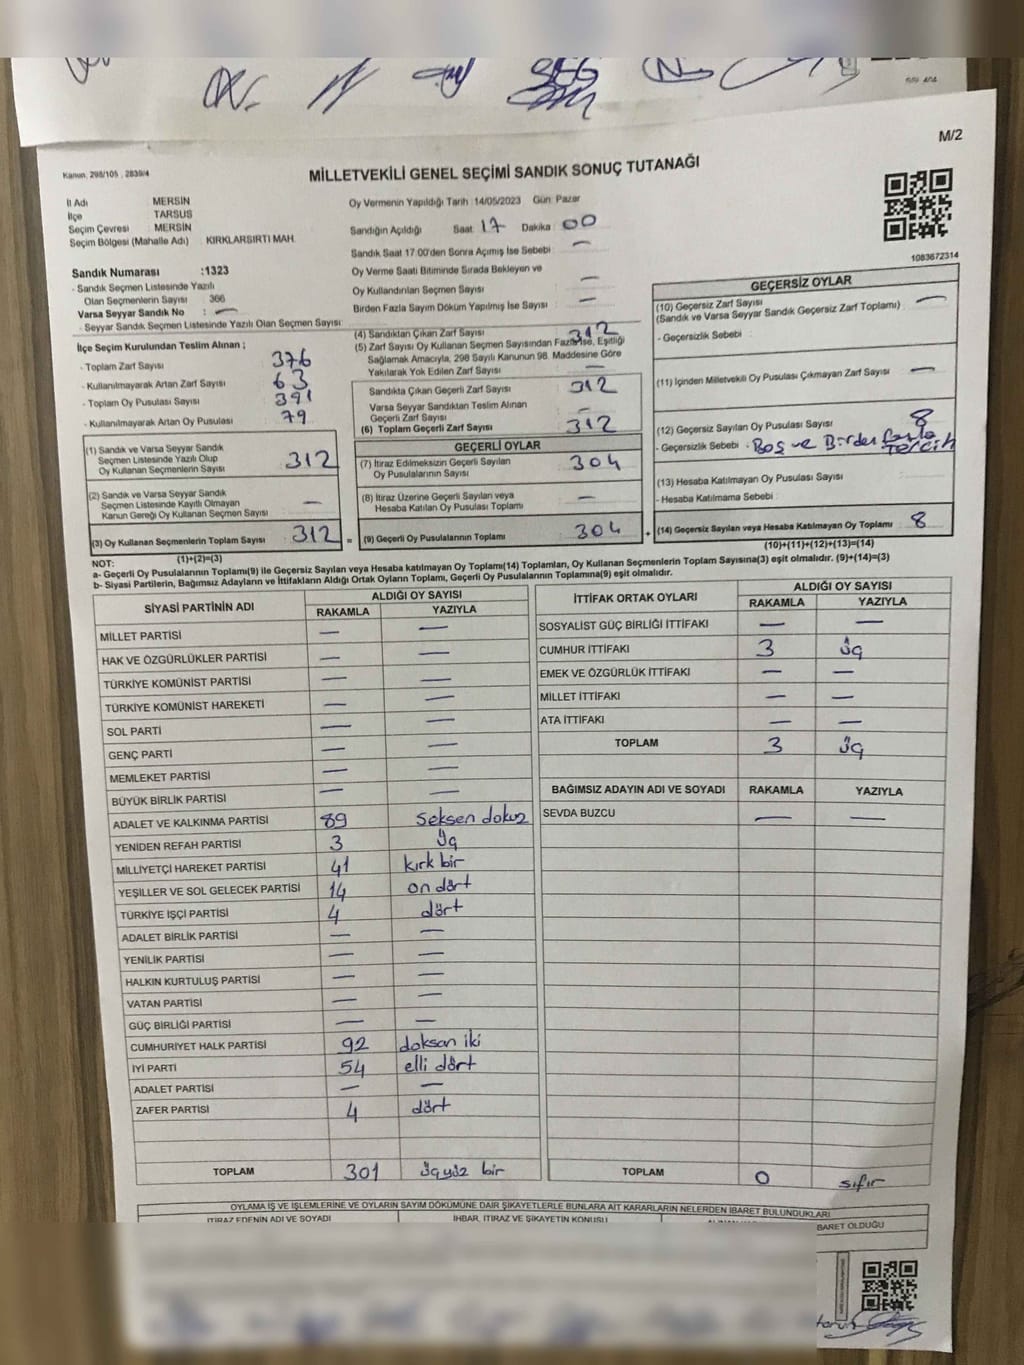 M/2
Kanun, 298/105 , 2839/4
MİLLETVEKİLİ GENEL SEÇİMİ SANDIK SONUÇ TUTANAĞI
İl Adı MERSİN
İlçe TARSUS
Seçim Çevresi : MERSİN
Seçim Bölgesi (Mahalle Adı) : KIRKLARSIRTI MAH.
Oy Vermenin Yapıldığı Tarih :14/05/2023 Gün: Pazar
Sandığın Açıldığı Saat : 17 Dakika : 00
Sandık Saat 17:00'den Sonra Açımış İse Sebebi : —
Oy Verme Saati Bitiminde Sırada Bekleyen ve
Oy Kullandırılan Seçmen Sayısı : —
Birden Fazla Sayım Döküm Yapılmış İse Sayısı : —
1083672314
Sandık Numarası :1323
- Sandık Seçmen Listesinde Yazılı
Olan Seçmenlerin Sayısı : 366
Varsa Seyyar Sandık No : —
- Seyyar Sandık Seçmen Listesinde Yazılı Olan Seçmen Sayısı
İlçe Seçim Kurulundan Teslim Alınan ;
- Toplam Zarf Sayısı : 376
- Kullanılmayarak Artan Zarf Sayısı : 63
- Toplam Oy Pusulası Sayısı : 391
- Kullanılmayarak Artan Oy Pusulası : 79
(1) Sandık ve Varsa Seyyar Sandık
Seçmen Listesinde Yazılı Olup
Oy Kullanan Seçmenlerin Sayısı : 312
(2) Sandık ve Varsa Seyyar Sandık
Seçmen Listesinde Kayıtlı Olmayan
Kanun Gereği Oy Kullanan Seçmen Sayısı : —
(3) Oy Kullanan Seçmenlerin Toplam Sayısı : 312
(1)+(2)=(3)
(4) Sandıktan Çıkan Zarf Sayısı : 312
(5) Zarf Sayısı Oy Kullanan Seçmen Sayısından Fazla İse, Eşitliği
Sağlamak Amacıyla, 298 Sayılı Kanunun 98. Maddesine Göre
Yakılarak Yok Edilen Zarf Sayısı : —
Sandıkta Çıkan Geçerli Zarf Sayısı : 312
Varsa Seyyar Sandıktan Teslim Alınan
Geçerli Zarf Sayısı : —
(6) Toplam Geçerli Zarf Sayısı : 312
GEÇERLİ OYLAR
(7) İtiraz Edilmeksizin Geçerli Sayılan
Oy Pusulalarının Sayısı : 304
(8) İtiraz Üzerine Geçerli Sayılan veya
Hesaba Katılan Oy Pusulası Toplamı : —
= (9) Geçerli Oy Pusulalarının Toplamı : 304 +
GEÇERSİZ OYLAR
(10) Geçersiz Zarf Sayısı
(Sandık ve Varsa Seyyar Sandık Geçersiz Zarf Toplamı) : —
- Geçersizlik Sebebi :
(11) İçinden Milletvekili Oy Pusulası Çıkmayan Zarf Sayısı : —
(12) Geçersiz Sayılan Oy Pusulası Sayısı : 8
- Geçersizlik Sebebi : Boş ve Birden fazla Tercih
(13) Hesaba Katılmayan Oy Pusulası Sayısı :
- Hesaba Katılmama Sebebi :
(14) Geçersiz Sayılan veya Hesaba Katılmayan Oy Toplamı : 8
(10)+(11)+(12)+(13)=(14)
NOT:
a- Geçerli Oy Pusulalarının Toplamı(9) ile Geçersiz Sayılan veya Hesaba katılmayan Oy Toplamı(14) Toplamları, Oy Kullanan Seçmenlerin Toplam Sayısına(3) eşit olmalıdır. (9)+(14)=(3)
b- Siyasi Partilerin, Bağımsız Adayların ve İttifakların Aldığı Ortak Oyların Toplamı, Geçerli Oy Pusulalarının Toplamına(9) eşit olmalıdır.
SİYASİ PARTİNİN ADI ALDIĞI OY SAYISI
RAKAMLA YAZIYLA
MİLLET PARTİSİ — —
HAK VE ÖZGÜRLÜKLER PARTİSİ — —
TÜRKİYE KOMÜNİST PARTİSİ — —
TÜRKİYE KOMÜNİST HAREKETİ — —
SOL PARTİ — —
GENÇ PARTİ — —
MEMLEKET PARTİSİ — —
BÜYÜK BİRLİK PARTİSİ — —
ADALET VE KALKINMA PARTİSİ 89 seksen dokuz
YENİDEN REFAH PARTİSİ 3 üç
MİLLİYETÇİ HAREKET PARTİSİ 41 kırk bir
YEŞİLLER VE SOL GELECEK PARTİSİ 14 on dört
TÜRKİYE İŞÇİ PARTİSİ 4 dört
ADALET BİRLİK PARTİSİ — —
YENİLİK PARTİSİ — —
HALKIN KURTULUŞ PARTİSİ — —
VATAN PARTİSİ — —
GÜÇ BİRLİĞİ PARTİSİ — —
CUMHURİYET HALK PARTİSİ 92 doksan iki
İYİ PARTİ 54 elli dört
ADALET PARTİSİ — —
ZAFER PARTİSİ 4 dört
TOPLAM 301 üçyüz bir
İTTİFAK ORTAK OYLARI ALDIĞI OY SAYISI
RAKAMLA YAZIYLA
SOSYALİST GÜÇ BİRLİĞİ İTTİFAKI — —
CUMHUR İTTİFAKI 3 üç
EMEK VE ÖZGÜRLÜK İTTİFAKI — —
MİLLET İTTİFAKI — —
ATA İTTİFAKI — —
TOPLAM 3 üç
BAĞIMSIZ ADAYIN ADI VE SOYADI RAKAMLA YAZIYLA
SEVDA BUZCU — —
TOPLAM 0 sıfır
OYLAMA İŞ VE İŞLEMLERİNE VE OYLARIN SAYIM DÖKÜMÜNE DAİR ŞİKAYETLERLE BUNLARA AİT KARARLARIN NELERDEN İBARET BULUNDUKLARI
İTİRAZ EDENİN ADI VE SOYADI İHBAR, İTİRAZ VE ŞİKAYETİN KONUSU BARET OLDUĞU